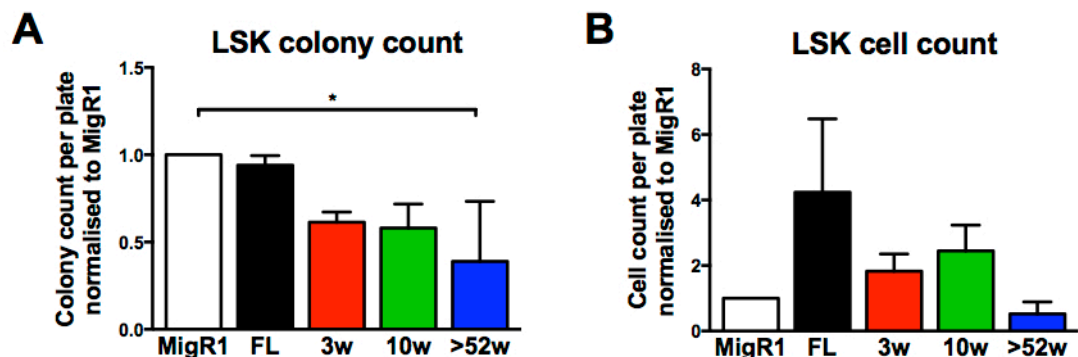 A
LSK colony count
Colony count per plate
normalised to MigR1
1.5
1.0
0.5
0.0
*
MigR1 FL 3w 10w >52w
B
LSK cell count
Cell count per plate
normalised to MigR1
8
6
4
2
0
MigR1 FL 3w 10w >52w